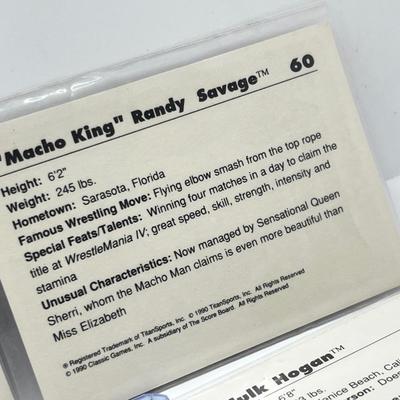 "Macho King" Randy Savage™ 60
Height: 6'2"
Weight: 245 lbs.
Hometown: Sarasota, Florida
Famous Wrestling Move: Flying elbow smash from the top rope
Special Feats/Talents: Winning four matches in a day to claim the
title at WrestleMania IV; great speed, skill, strength, intensity and
stamina
Unusual Characteristics: Now managed by Sensational Queen
Sherri, whom the Macho Man claims is even more beautiful than
Miss Elizabeth
® Registered Trademark of TitanSports, Inc. © 1990 TitanSports, Inc. All Rights Reserved
© 1990 Classic Games, Inc. A subsidiary of The Score Board. All Rights Reserved
Hulk Hogan™
6'8"
lbs.
Venice Beach, Cali